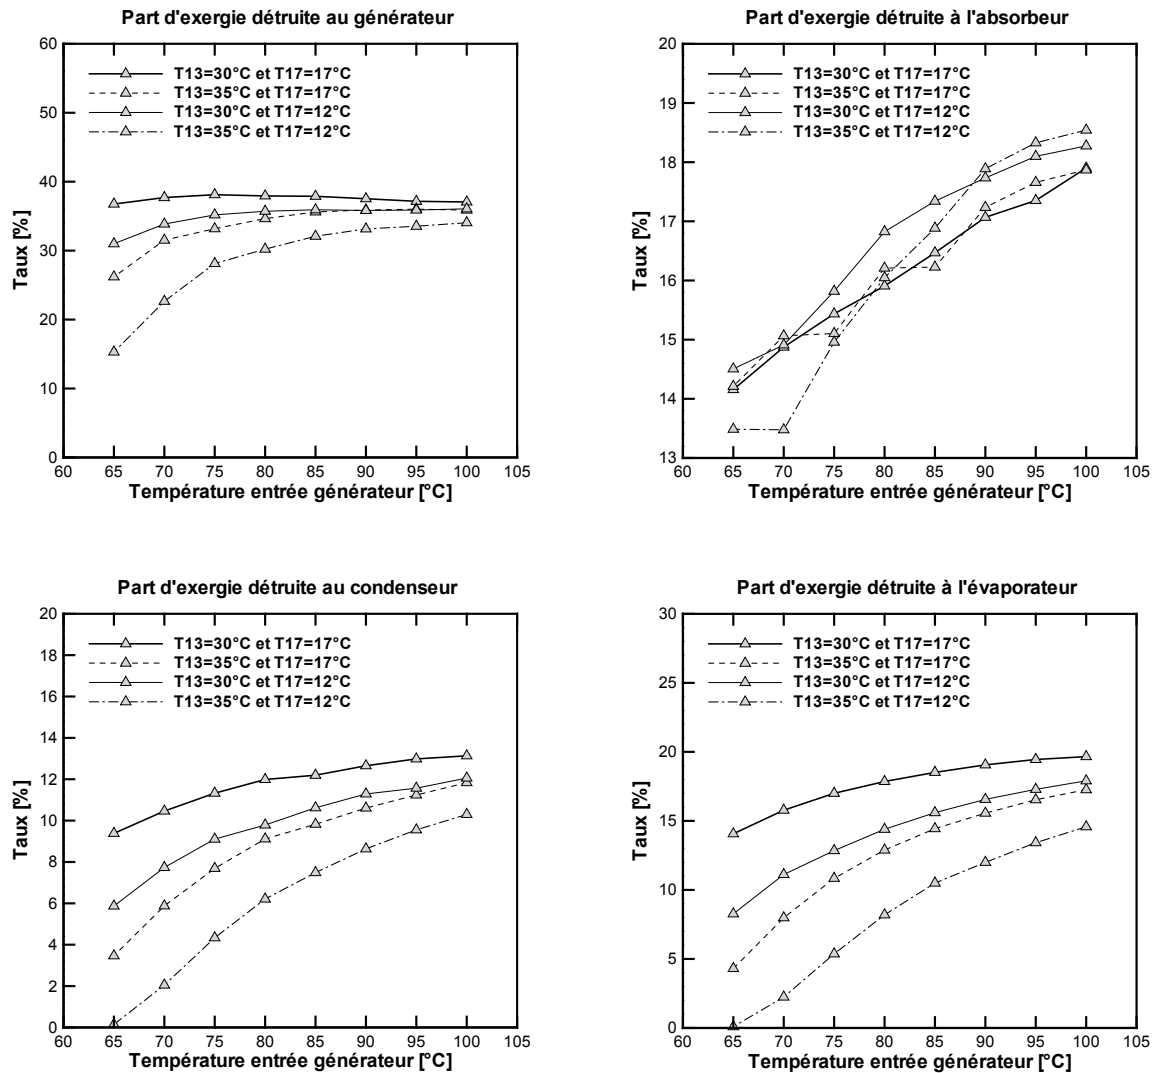 Part d'exergie détruite au générateur
60
50
40
30
20
10
0
Taux [%]
T13=30°C et T17=17°C
T13=35°C et T17=17°C
T13=30°C et T17=12°C
T13=35°C et T17=12°C
60 65 70 75 80 85 90 95 100 105
Température entrée générateur [°C]
Part d'exergie détruite à l'absorbeur
20
19
18
17
16
15
14
13
Taux [%]
T13=30°C et T17=17°C
T13=35°C et T17=17°C
T13=30°C et T17=12°C
T13=35°C et T17=12°C
60 65 70 75 80 85 90 95 100 105
Température entrée générateur [°C]
Part d'exergie détruite au condenseur
20
18
16
14
12
10
8
6
4
2
0
Taux [%]
T13=30°C et T17=17°C
T13=35°C et T17=17°C
T13=30°C et T17=12°C
T13=35°C et T17=12°C
60 65 70 75 80 85 90 95 100 105
Température entrée générateur [°C]
Part d'exergie détruite à l'évaporateur
30
25
20
15
10
5
0
Taux [%]
T13=30°C et T17=17°C
T13=35°C et T17=17°C
T13=30°C et T17=12°C
T13=35°C et T17=12°C
60 65 70 75 80 85 90 95 100 105
Température entrée générateur [°C]